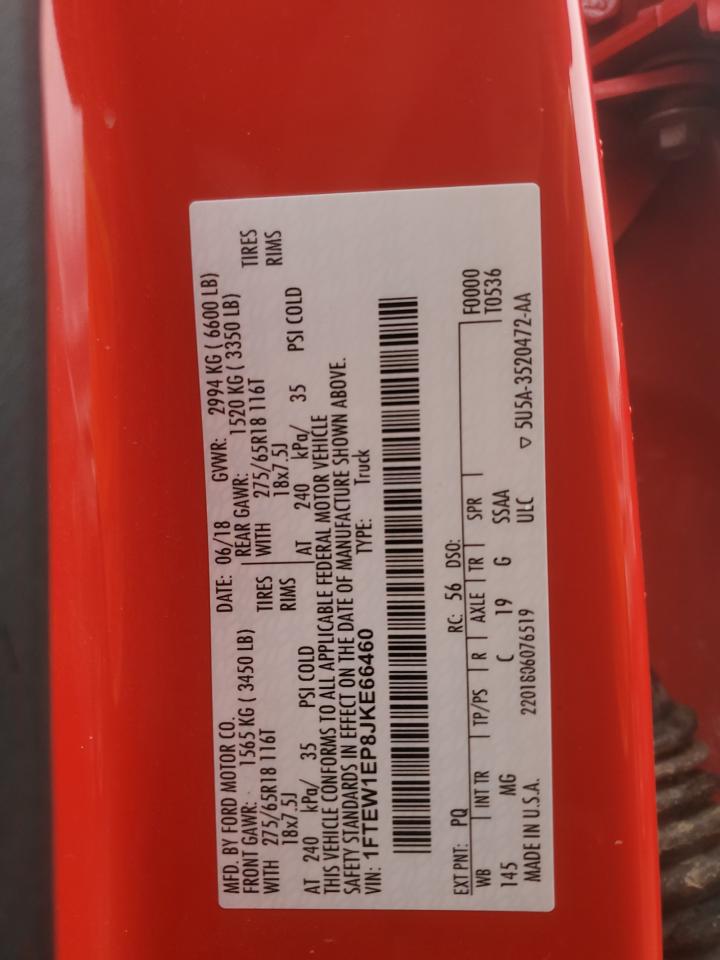 MFD. BY FORD MOTOR CO. DATE: 06/18 GVWR: 2994 KG ( 6600 LB)
FRONT GAWR: 1565 KG ( 3450 LB) REAR GAWR: 1520 KG ( 3350 LB)
WITH 275/65R18 116T TIRES WITH 275/65R18 116T TIRES
18x7.5J RIMS 18x7.5J RIMS
AT 240 kPa/ 35 PSI COLD AT 240 kPa/ 35 PSI COLD
THIS VEHICLE CONFORMS TO ALL APPLICABLE FEDERAL MOTOR VEHICLE
SAFETY STANDARDS IN EFFECT ON THE DATE OF MANUFACTURE SHOWN ABOVE.
VIN: 1FTEW1EP8JKE66460 TYPE: Truck
EXT PNT: PQ RC: 56 DSO: F0000
WB INT TR TP/PS R AXLE TR SPR T0536
145 MG C 19 G SSAA
MADE IN U.S.A. 2201806076519 ULC ▽ 5U5A-3520472-AA